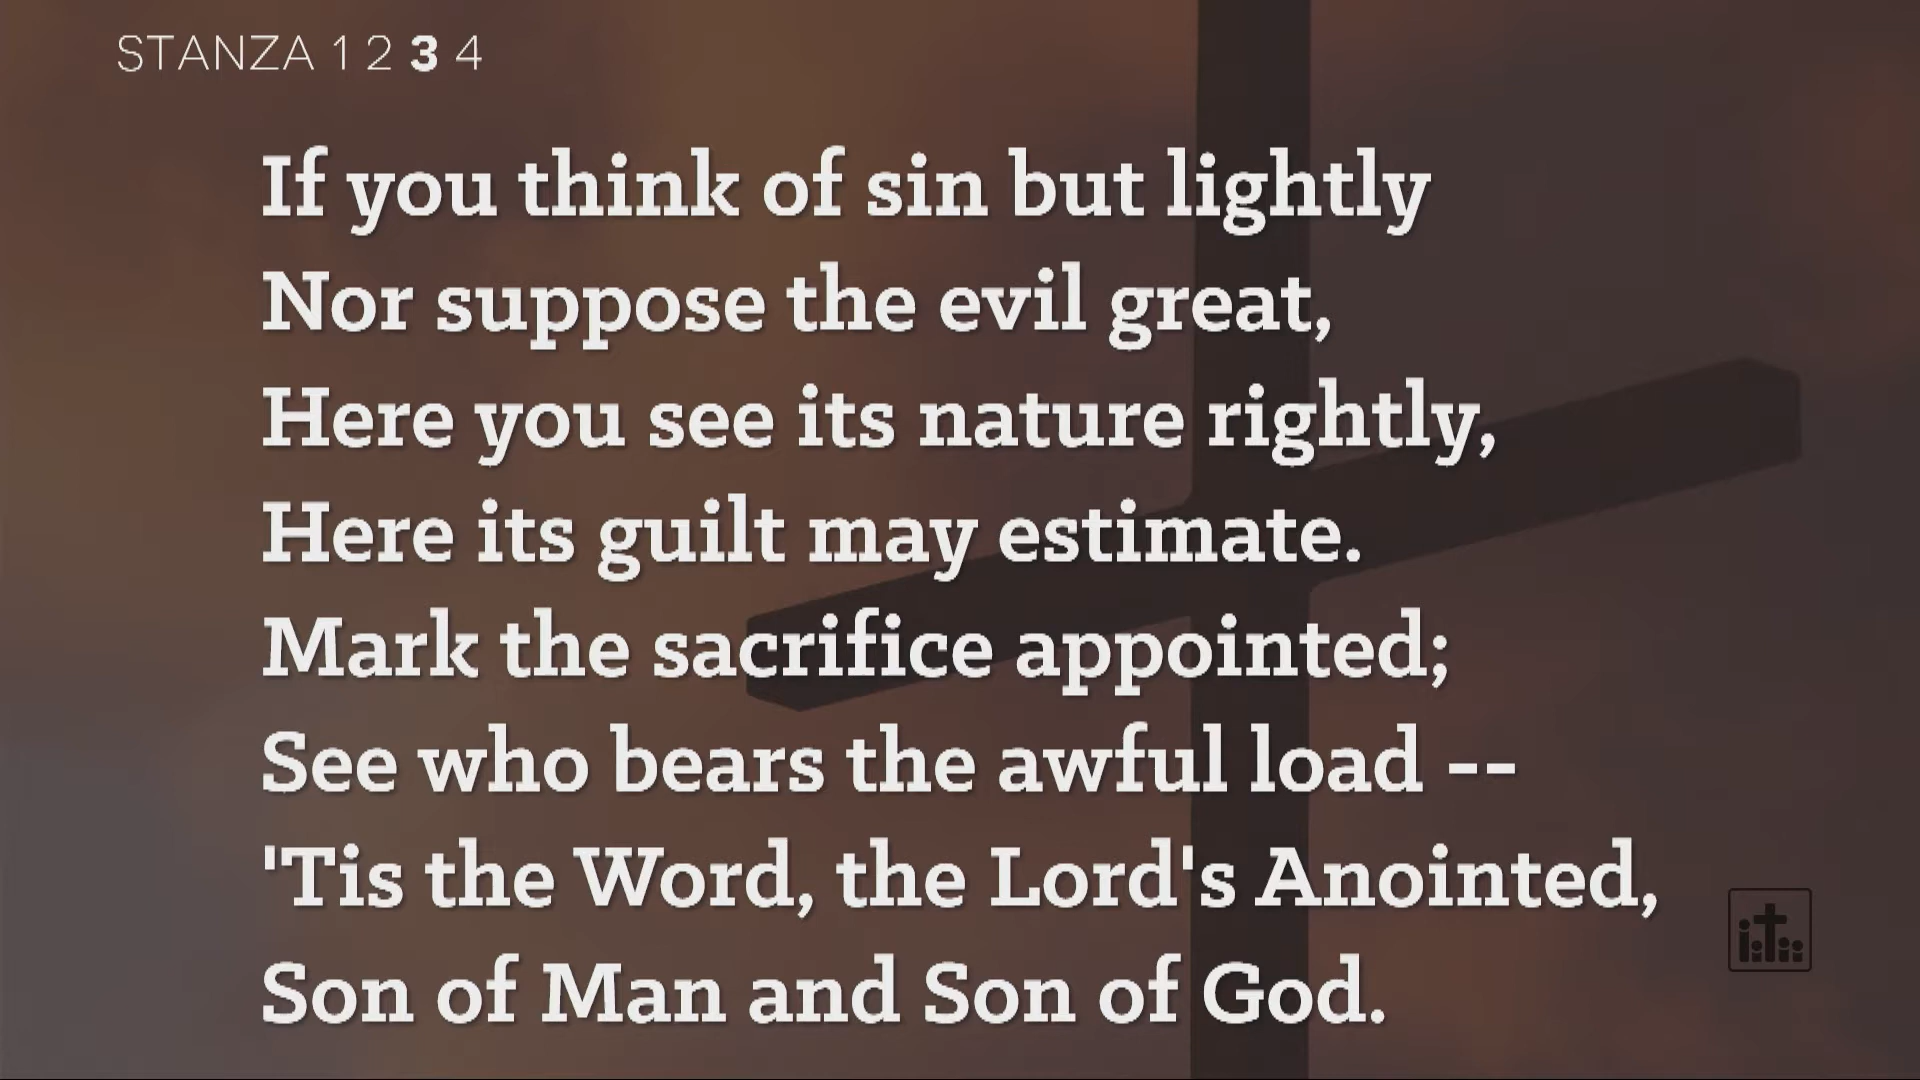 STANZA 1 2 3 4
If you think of sin but lightly
Nor suppose the evil great,
Here you see its nature rightly,
Here its guilt may estimate.
Mark the sacrifice appointed;
See who bears the awful load --
'Tis the Word, the Lord's Anointed,
Son of Man and Son of God.